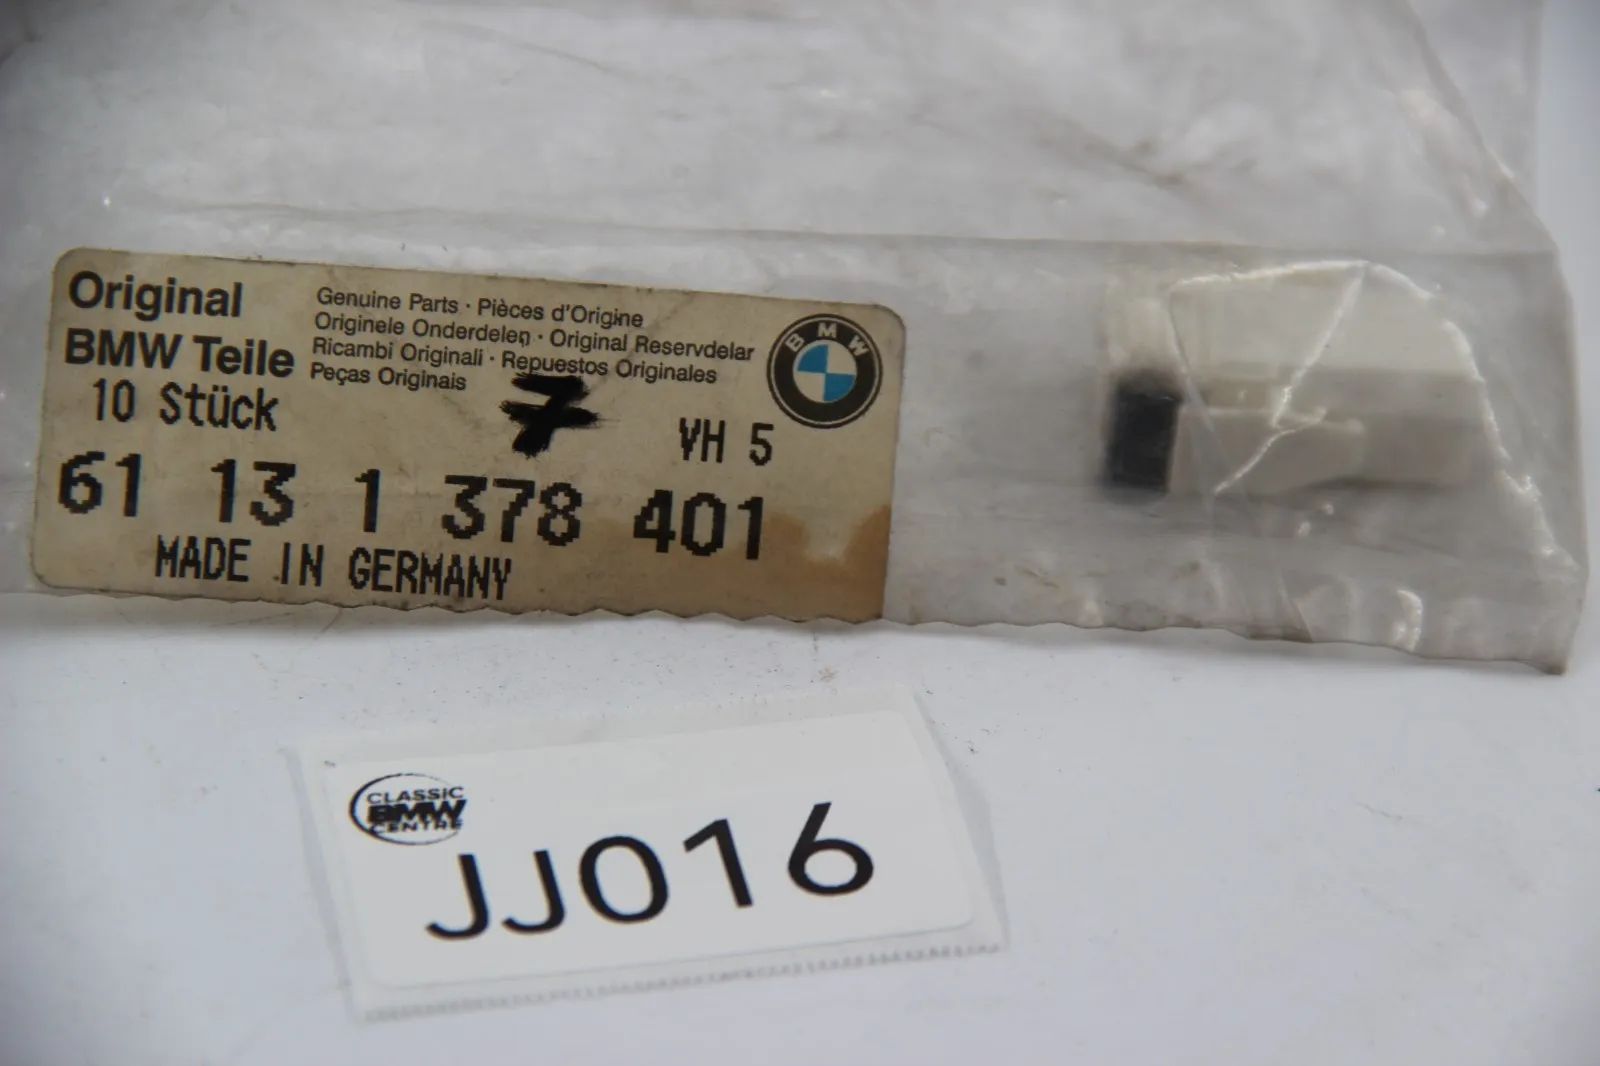 Original
BMW Teile
Genuine Parts · Pièces d'Origine
Originele Onderdelen · Original Reservdelar
Ricambi Originali · Repuestos Originales
Peças Originais
BMW
10 Stück
7
VH 5
61 13 1 378 401
MADE IN GERMANY
CLASSIC
BMW
CENTRE
JJ016